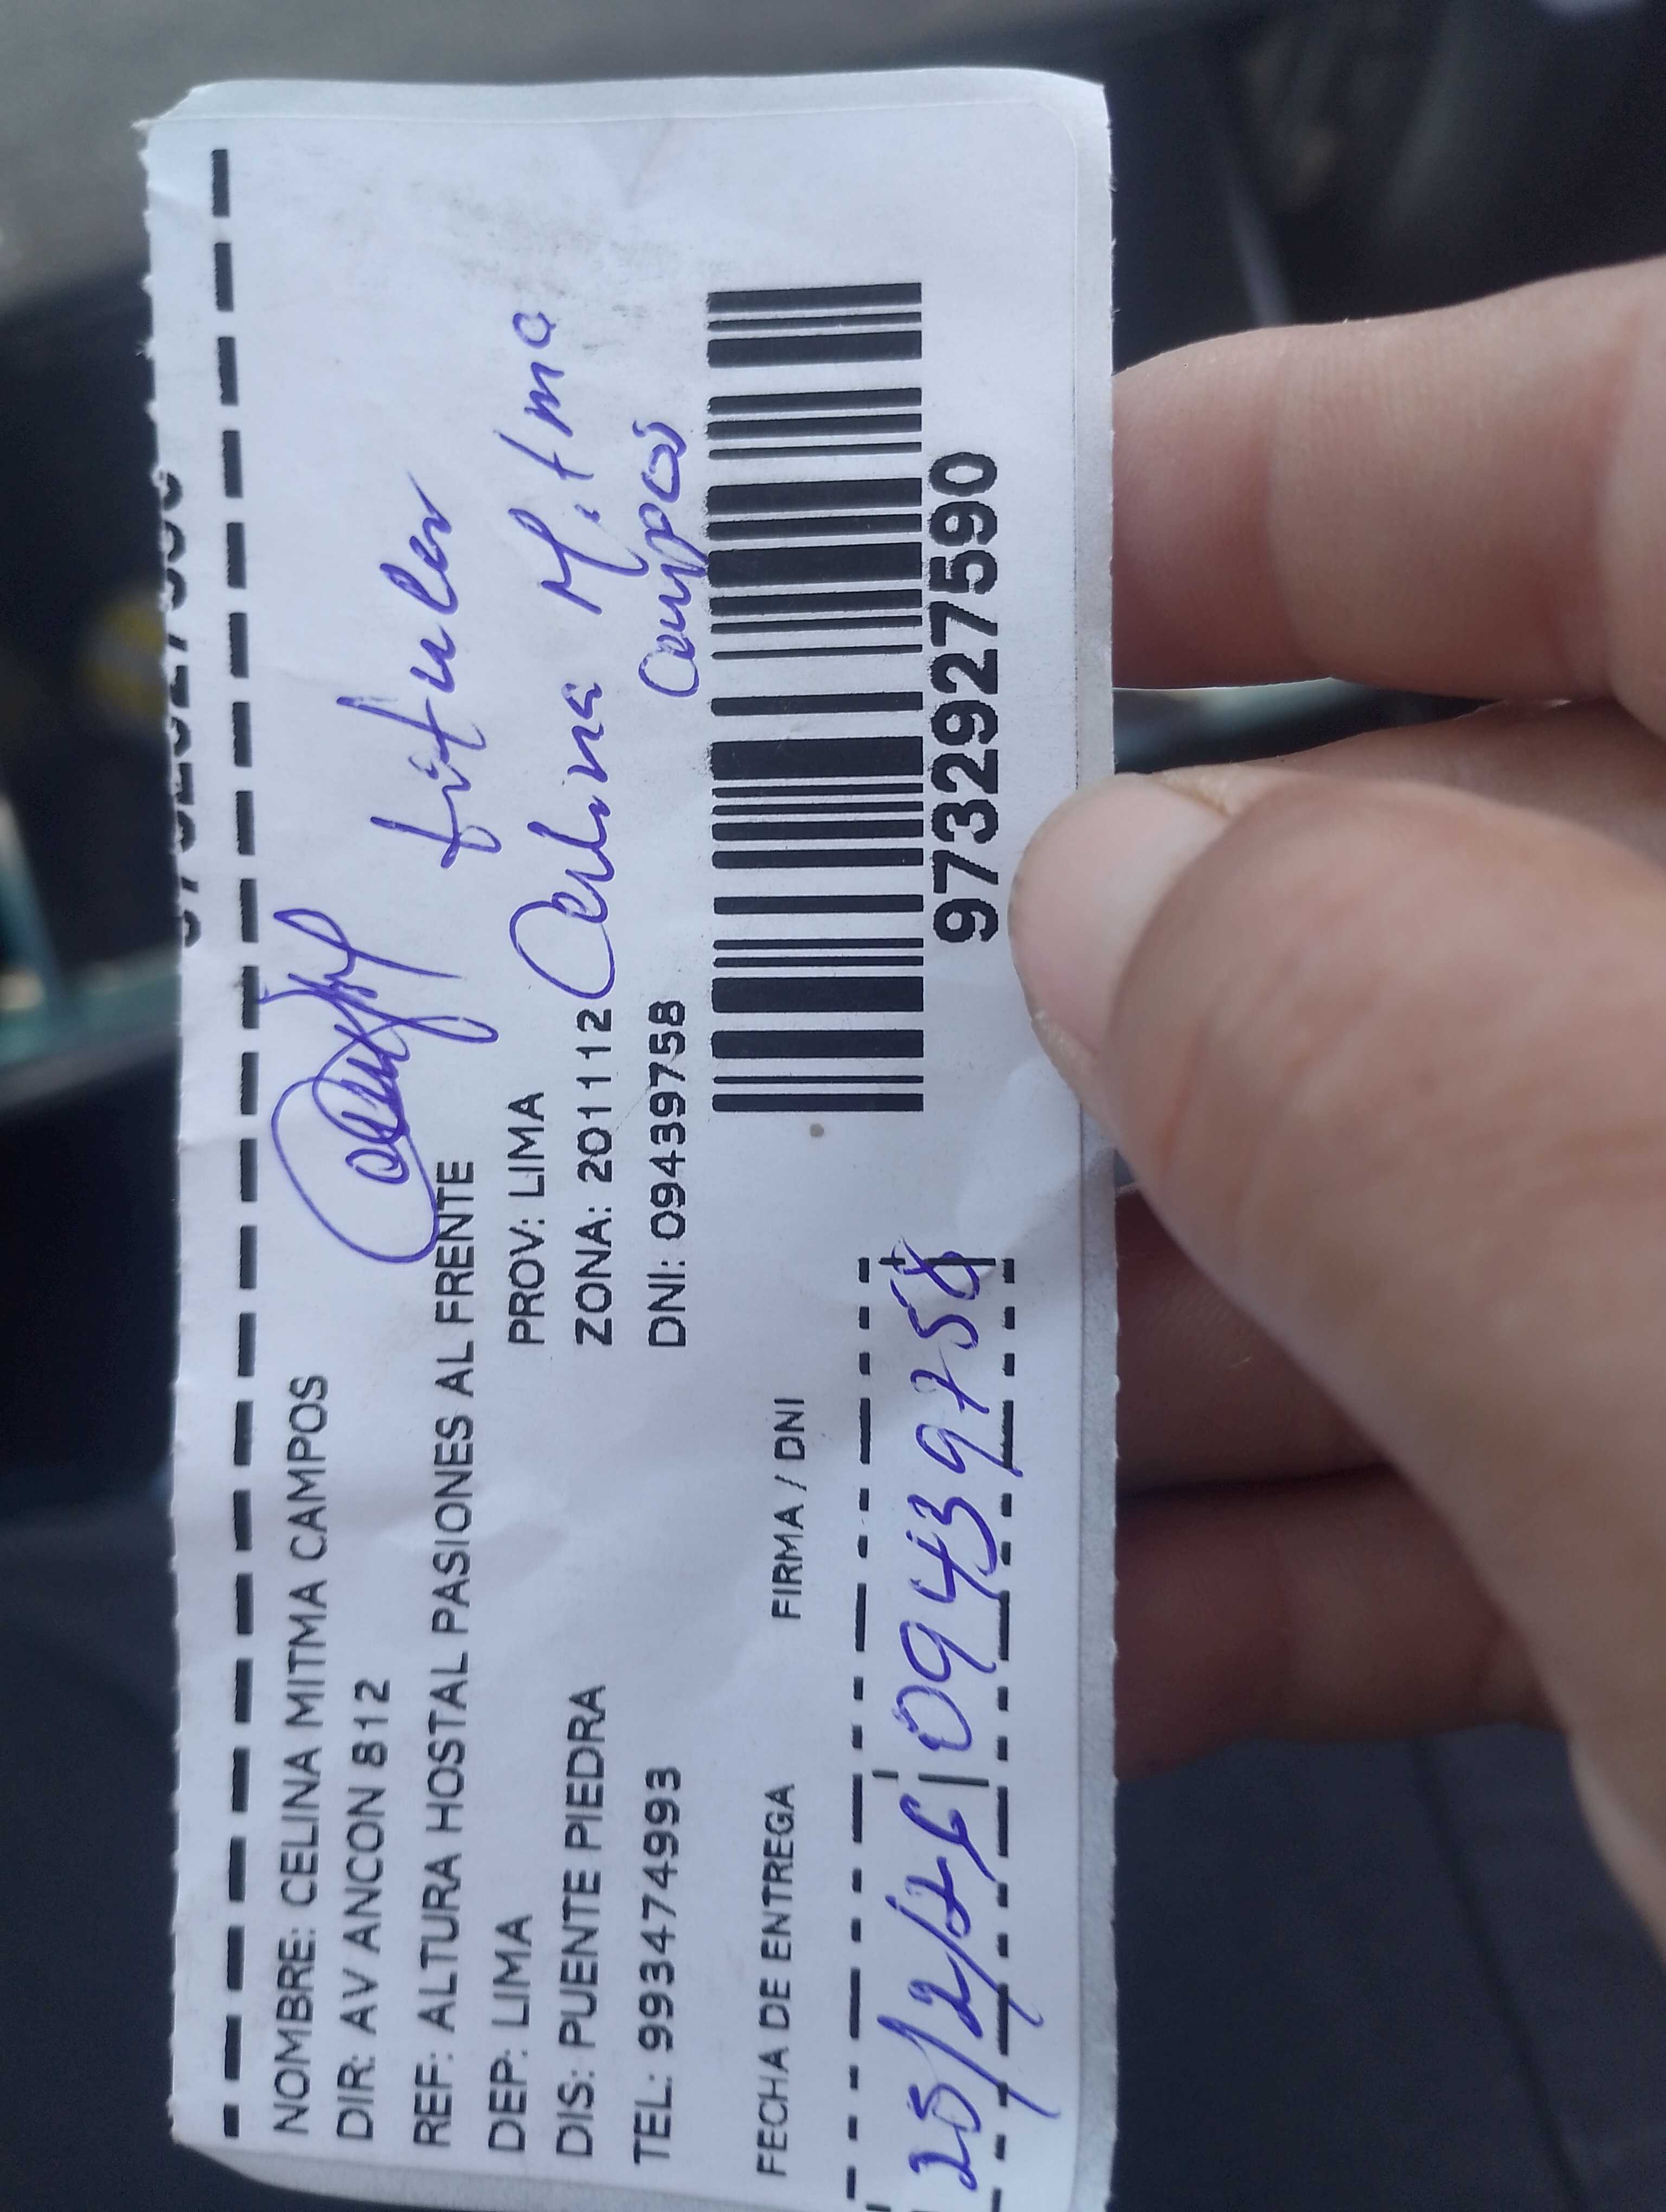 NOMBRE: CELINA MITMA CAMPOS
DIR: AV ANCON 812
REF: ALTURA HOSTAL PASIONES AL FRENTE
titular
DEP: LIMA PROV: LIMA
DIS: PUENTE PIEDRA ZONA: 201112
Celina Mitma
Campos
TEL: 993474993 DNI: 09439758
9732927590
FECHA DE ENTREGA FIRMA / DNI
09439758